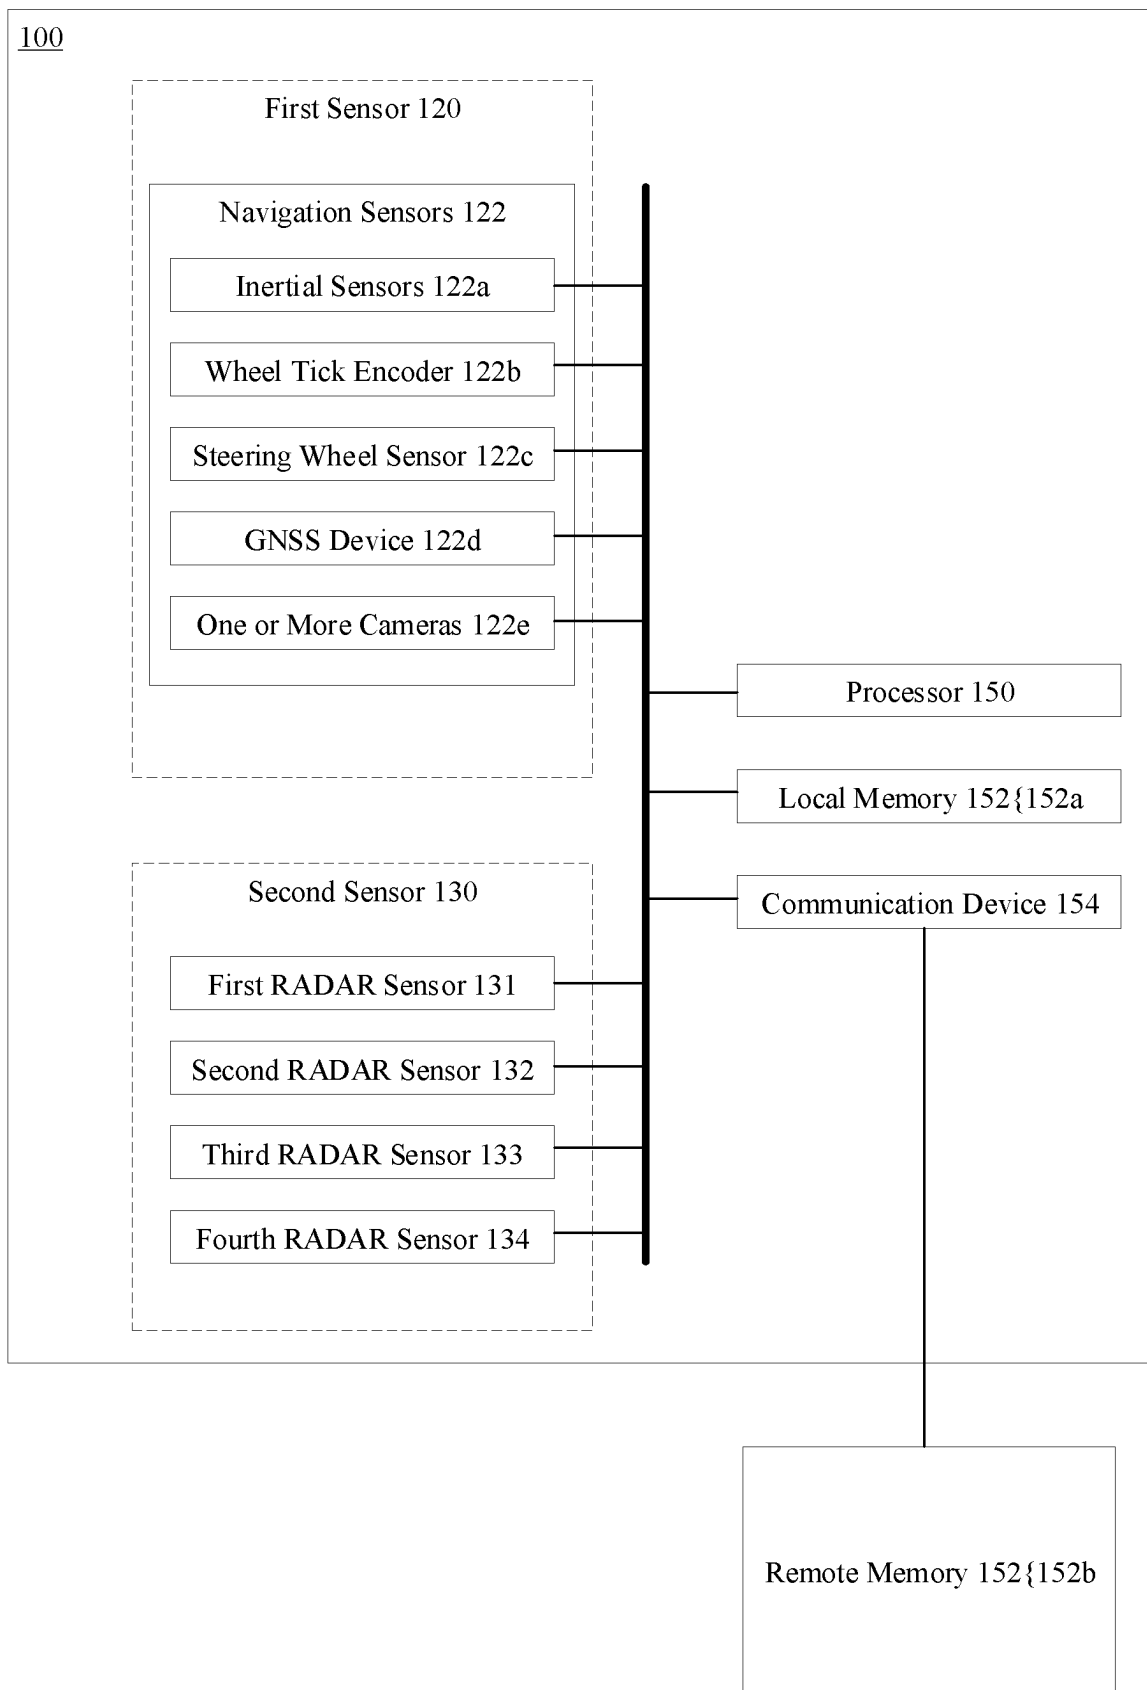 100
First Sensor 120
Navigation Sensors 122
Inertial Sensors 122a
Wheel Tick Encoder 122b
Steering Wheel Sensor 122c
GNSS Device 122d
One or More Cameras 122e
Processor 150
Local Memory 152{152a
Communication Device 154
Second Sensor 130
First RADAR Sensor 131
Second RADAR Sensor 132
Third RADAR Sensor 133
Fourth RADAR Sensor 134
Remote Memory 152{152b